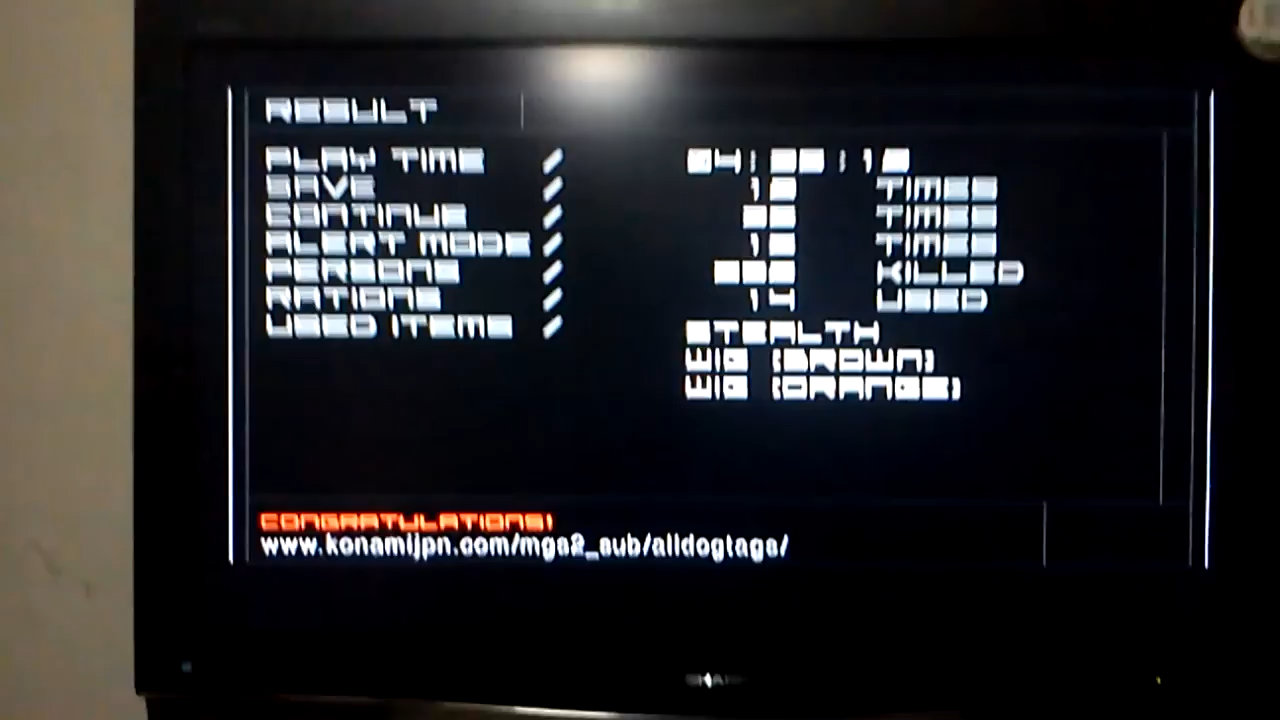 RESULT
PLAY TIME
SAVE TIMES
CONTINUE TIMES
ALERT MODE TIMES
PERSONS KILLED
RATIONS 14 USED
USED ITEMS STEALTH
WIG (BROWN)
WIG (ORANGE)
CONGRATULATIONS!
www.konamijpn.com/mgs2_sub/alldogtags/